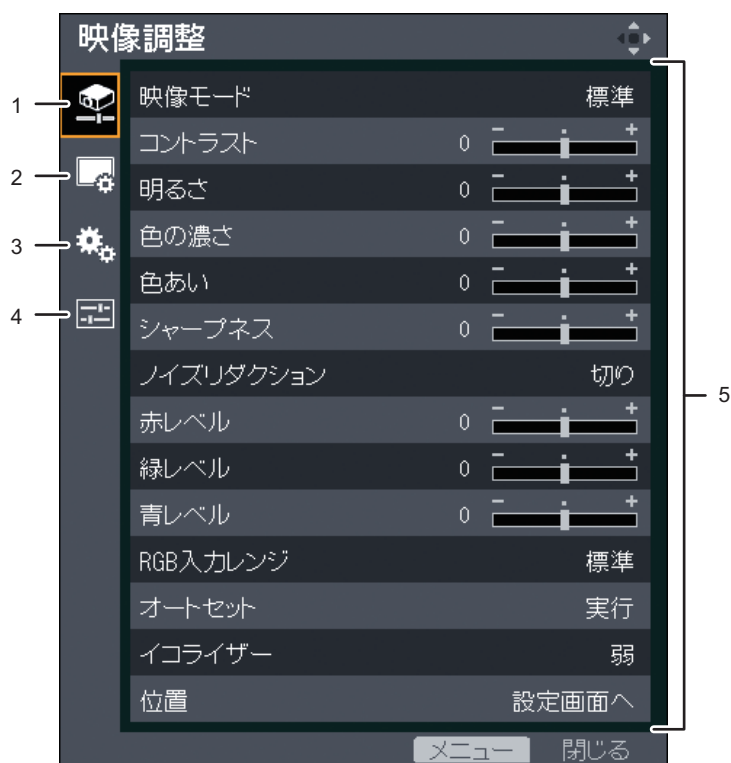 映像調整
1
2
3
4
5
映像モード 標準
コントラスト 0 - +
明るさ 0 - +
色の濃さ 0 - +
色あい 0 - +
シャープネス 0 - +
ノイズリダクション 切り
赤レベル 0 - +
緑レベル 0 - +
青レベル 0 - +
RGB入力レンジ 標準
オートセット 実行
イコライザー 弱
位置 設定画面へ
メニュー 閉じる